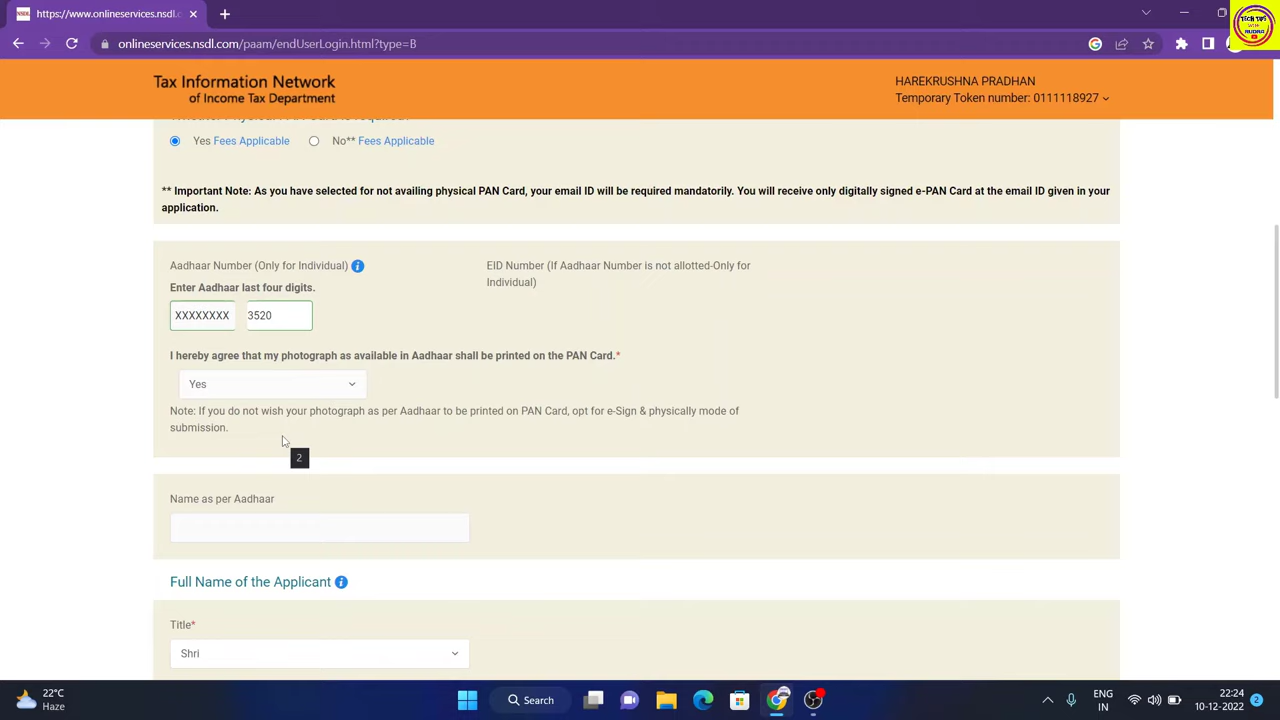 https://www.onlineservices.nsdl.c
onlineservices.nsdl.com/paam/endUserLogin.html?type=B
TECH TIPS
WITH
RUDRA
Tax Information Network
of Income Tax Department
HAREKRUSHNA PRADHAN
Temporary Token number: 0111118927
Yes Fees Applicable No** Fees Applicable
** Important Note: As you have selected for not availing physical PAN Card, your email ID will be required mandatorily. You will receive only digitally signed e-PAN Card at the email ID given in your
application.
Aadhaar Number (Only for Individual)
EID Number (If Aadhaar Number is not allotted-Only for
Individual)
Enter Aadhaar last four digits.
XXXXXXXX 3520
I hereby agree that my photograph as available in Aadhaar shall be printed on the PAN Card.*
Yes
Note: If you do not wish your photograph as per Aadhaar to be printed on PAN Card, opt for e-Sign & physically mode of
submission.
2
Name as per Aadhaar
Full Name of the Applicant
Title*
Shri
22°C
Haze
Search
ENG
IN
22:24
10-12-2022
2